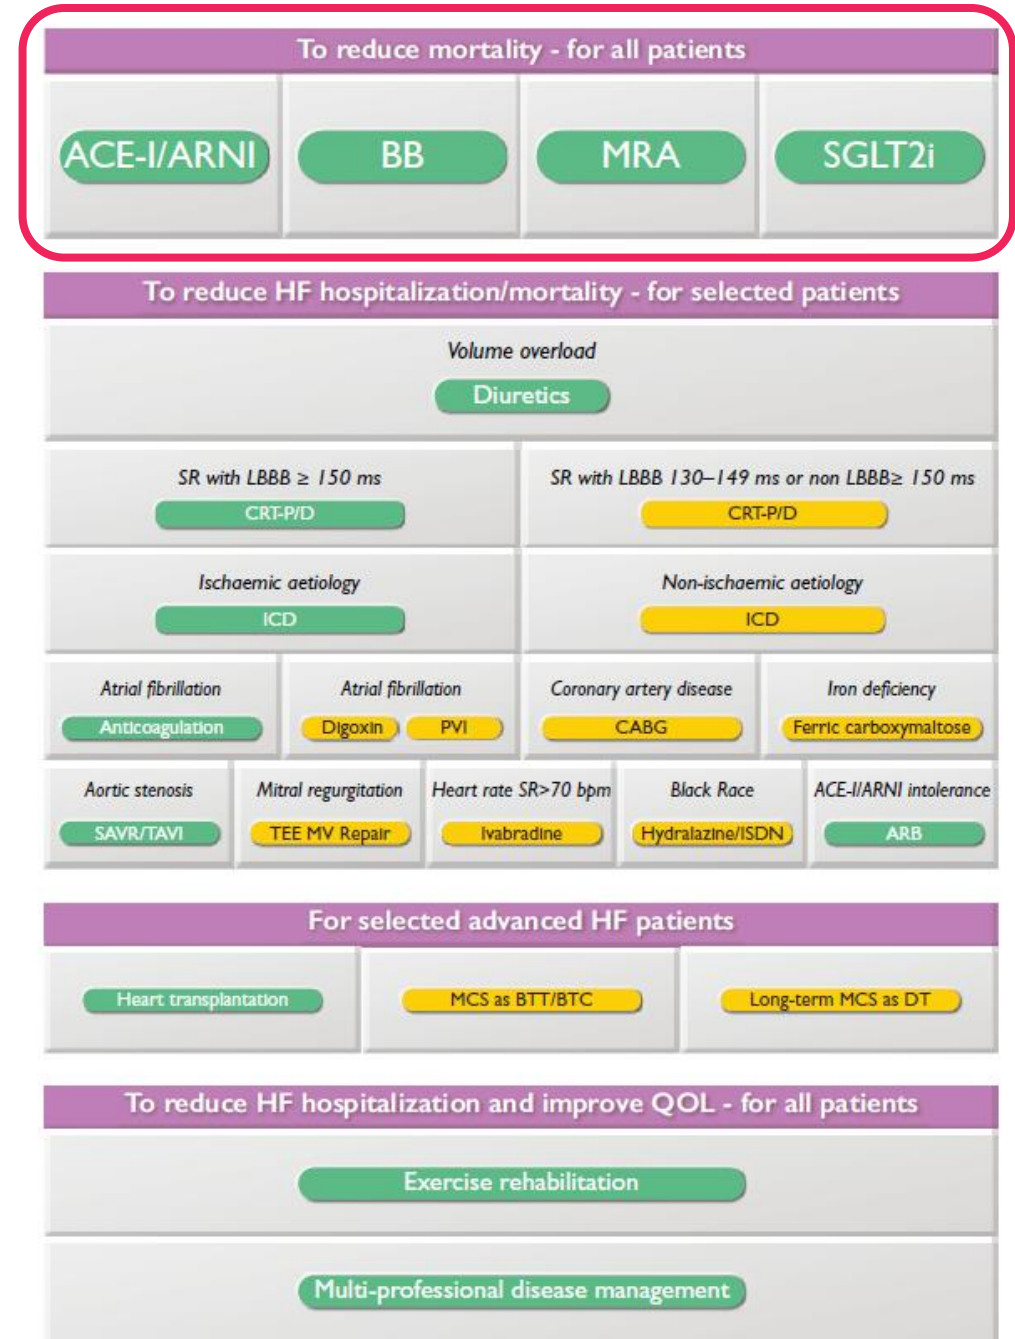 To reduce mortality - for all patients
ACE-I/ARNI BB MRA SGLT2i
To reduce HF hospitalization/mortality - for selected patients
Volume overload
Diuretics
SR with LBBB ≥ 150 ms
CRT-P/D
SR with LBBB 130–149 ms or non LBBB≥ 150 ms
CRT-P/D
Ischaemic aetiology
ICD
Non-ischaemic aetiology
ICD
Atrial fibrillation
Anticoagulation
Atrial fibrillation
Digoxin PVI
Coronary artery disease
CABG
Iron deficiency
Ferric carboxymaltose
Aortic stenosis
SAVR/TAVI
Mitral regurgitation
TEE MV Repair
Heart rate SR>70 bpm
Ivabradine
Black Race
Hydralazine/ISDN
ACE-I/ARNI intolerance
ARB
For selected advanced HF patients
Heart transplantation
MCS as BTT/BTC
Long-term MCS as DT
To reduce HF hospitalization and improve QOL - for all patients
Exercise rehabilitation
Multi-professional disease management